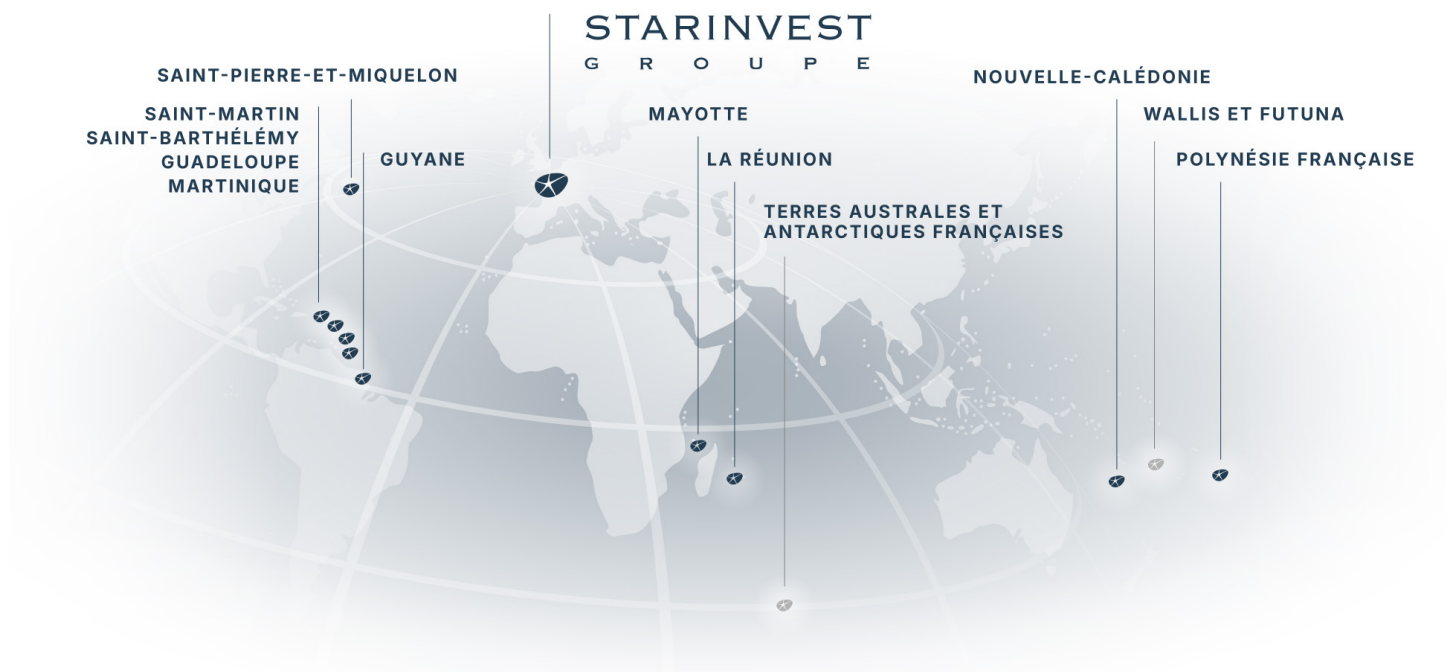 STARINVEST
GROUPE
SAINT-PIERRE-ET-MIQUELON
SAINT-MARTIN
SAINT-BARTHÉLÉMY
GUADELOUPE
MARTINIQUE
GUYANE
MAYOTTE
LA RÉUNION
TERRES AUSTRALES ET
ANTARCTIQUES FRANÇAISES
NOUVELLE-CALÉDONIE
WALLIS ET FUTUNA
POLYNÉSIE FRANÇAISE